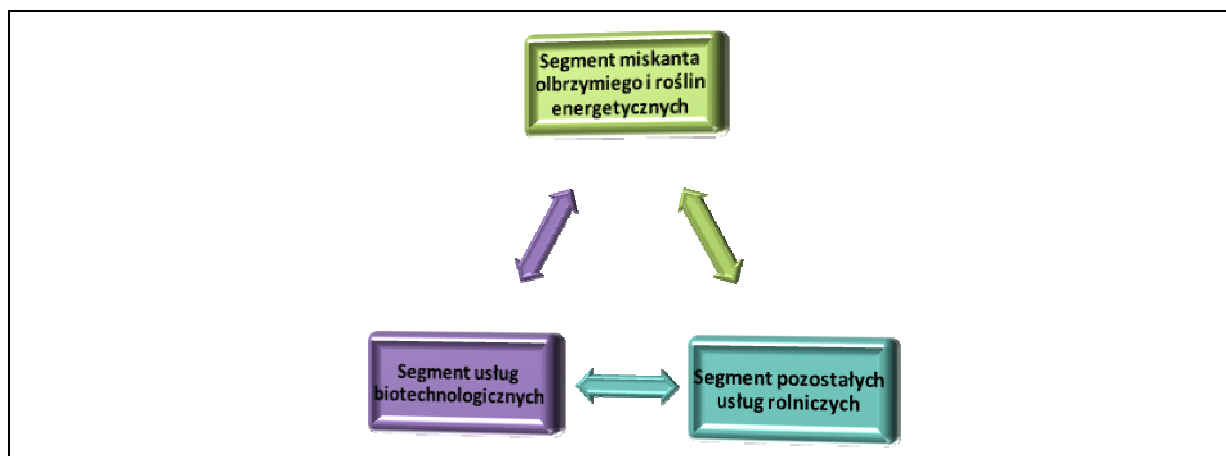 Segment miskanta
olbrzymiego i roślin
energetycznych
Segment usług
biotechnologicznych
Segment pozostałych
usług rolniczych